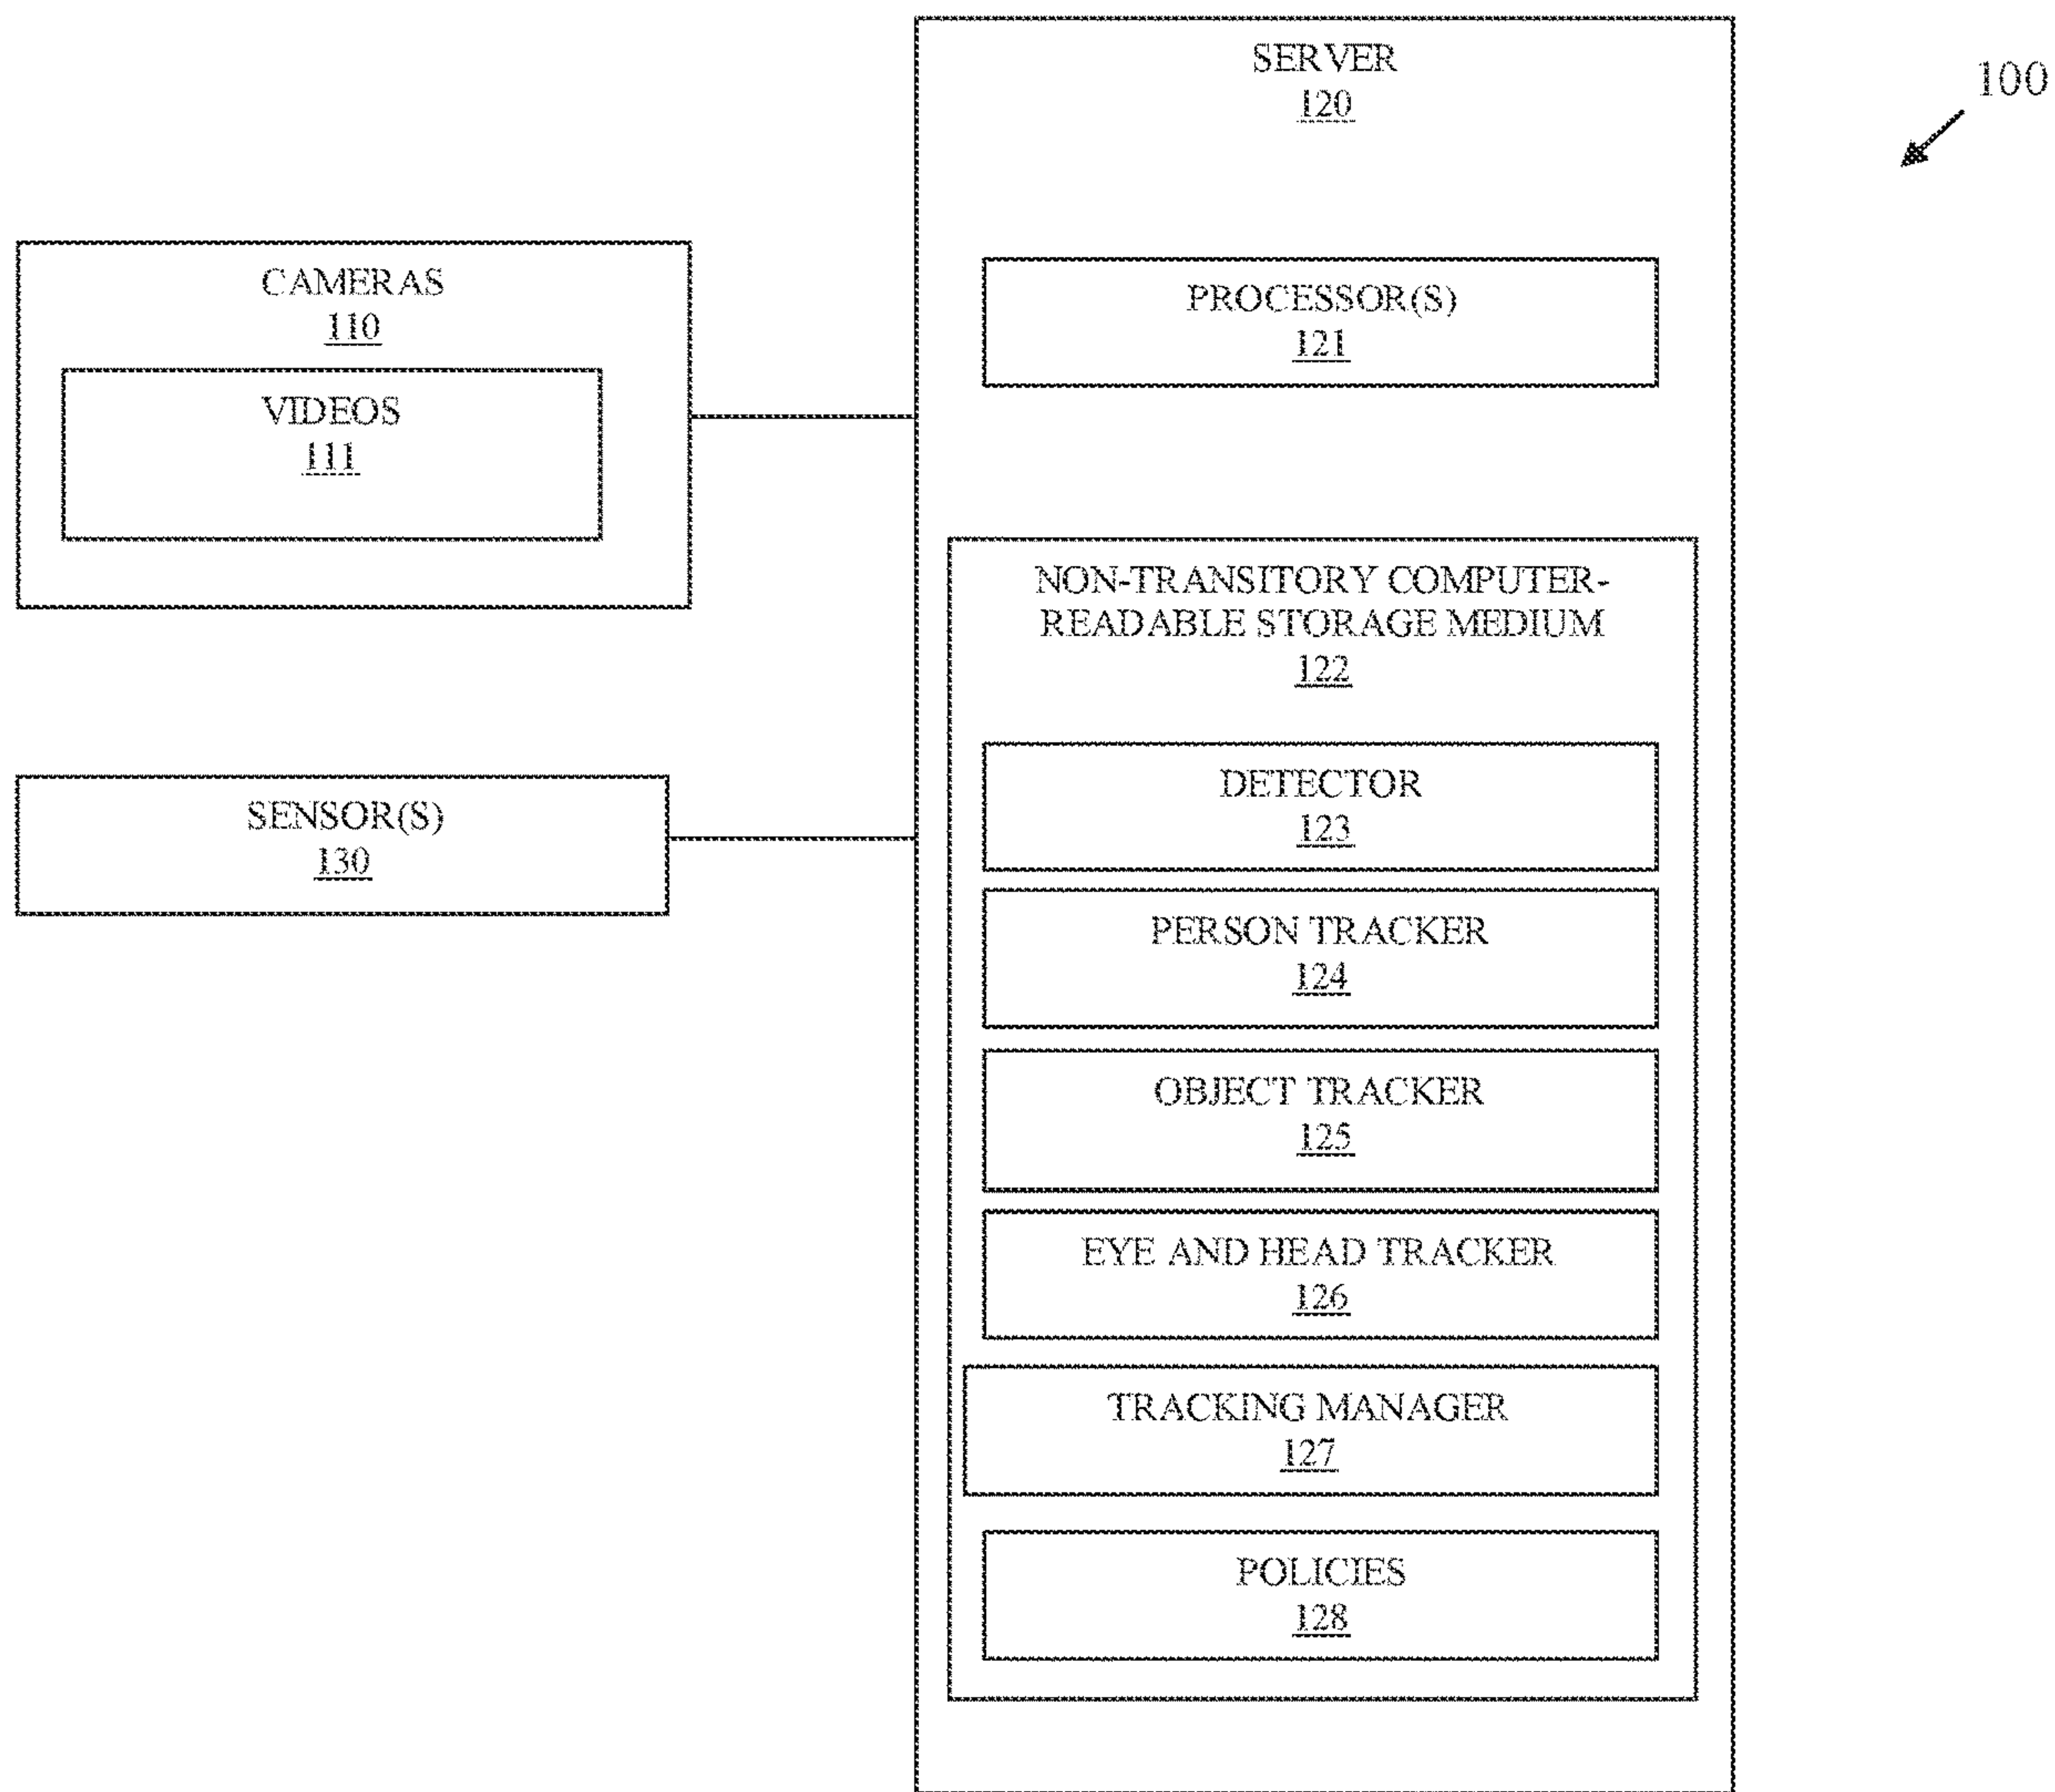 100
CAMERAS
110
VIDEOS
111
SENSOR(S)
130
SERVER
120
PROCESSOR(S)
121
NON-TRANSITORY COMPUTER-
READABLE STORAGE MEDIUM
122
DETECTOR
123
PERSON TRACKER
124
OBJECT TRACKER
125
EYE AND HEAD TRACKER
126
TRACKING MANAGER
127
POLICIES
128